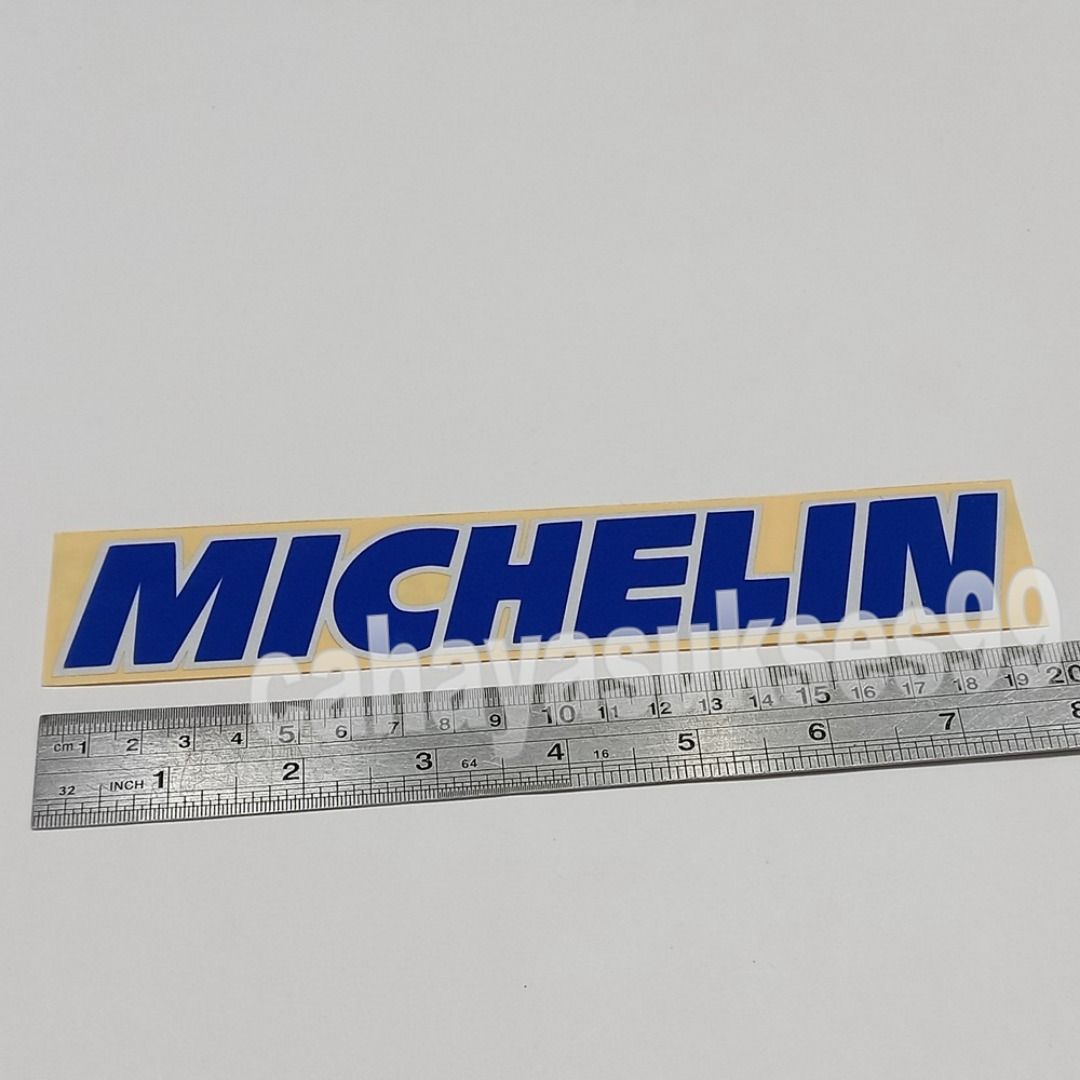 MICHELIN
cahayasukses99
cm 1 2 3 4 5 6 7 8 9 10 11 12 13 14 15 16 17 18 19 20
32 INCH 1 2 3 64 4 16 5 6 7 8